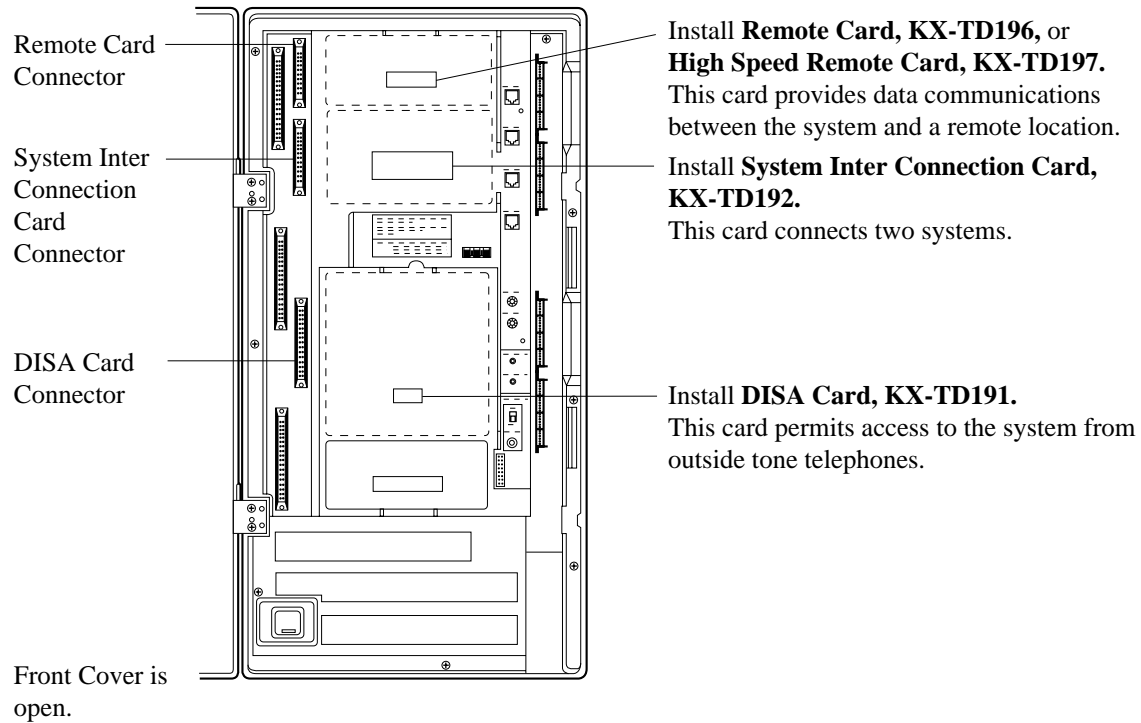 Remote Card
Connector
System Inter
Connection
Card
Connector
DISA Card
Connector
Front Cover is
open.
Install Remote Card, KX-TD196, or
High Speed Remote Card, KX-TD197.
This card provides data communications
between the system and a remote location.
Install System Inter Connection Card,
KX-TD192.
This card connects two systems.
Install DISA Card, KX-TD191.
This card permits access to the system from
outside tone telephones.